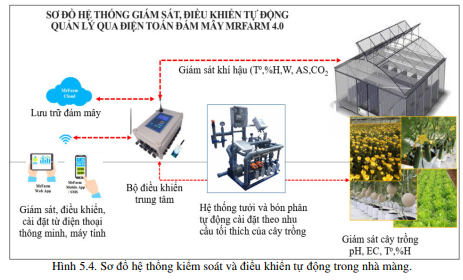 SƠ ĐỒ HỆ THỐNG GIÁM SÁT, ĐIỀU KHIỂN TỰ ĐỘNG
QUẢN LÝ QUA ĐIỆN TOÁN ĐÁM MÂY MRFARM 4.0
MrFarm
Cloud
Lưu trữ đám mây
Giám sát khí hậu (Tº,%H,W, AS,CO2
MrFarm
Web App
MrFarm
Mobile App
/ SMS
Giám sát, điều khiển,
cài đặt từ điện thoại
thông minh, máy tính
Bộ điều khiển
trung tâm
Hệ thống tưới và bón phân
tự động cài đặt theo nhu
cầu tối thích của cây trồng
Giám sát cây trồng
pH, EC, Tº,%H
Hình 5.4. Sơ đồ hệ thống kiểm soát và điều khiển tự động trong nhà màng.